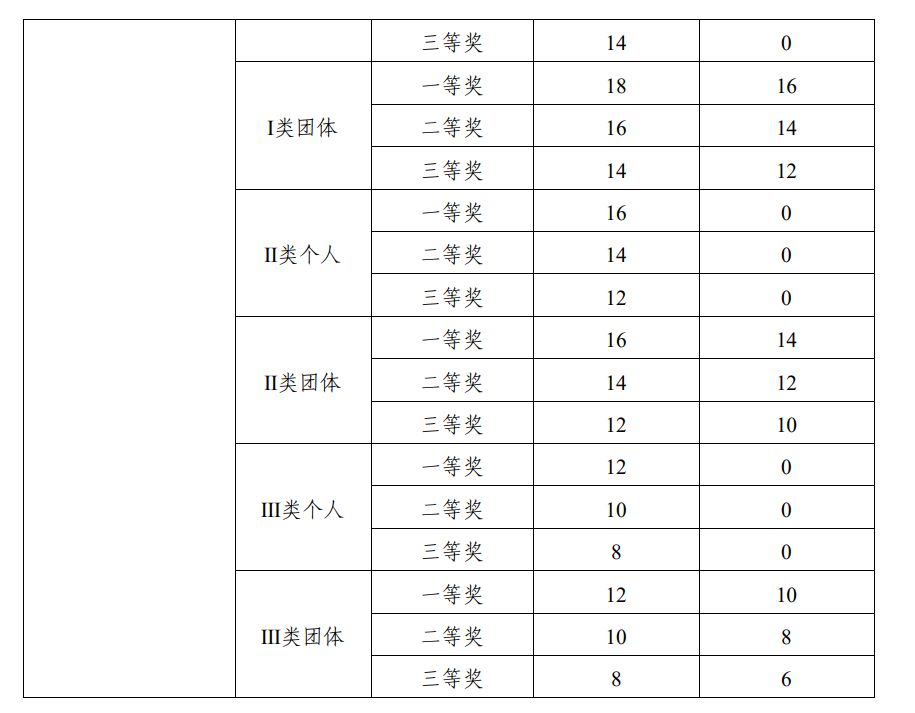 三等奖 14 0
一等奖 18 16
I类团体 二等奖 16 14
三等奖 14 12
一等奖 16 0
II类个人 二等奖 14 0
三等奖 12 0
一等奖 16 14
II类团体 二等奖 14 12
三等奖 12 10
一等奖 12 0
III类个人 二等奖 10 0
三等奖 8 0
一等奖 12 10
III类团体 二等奖 10 8
三等奖 8 6